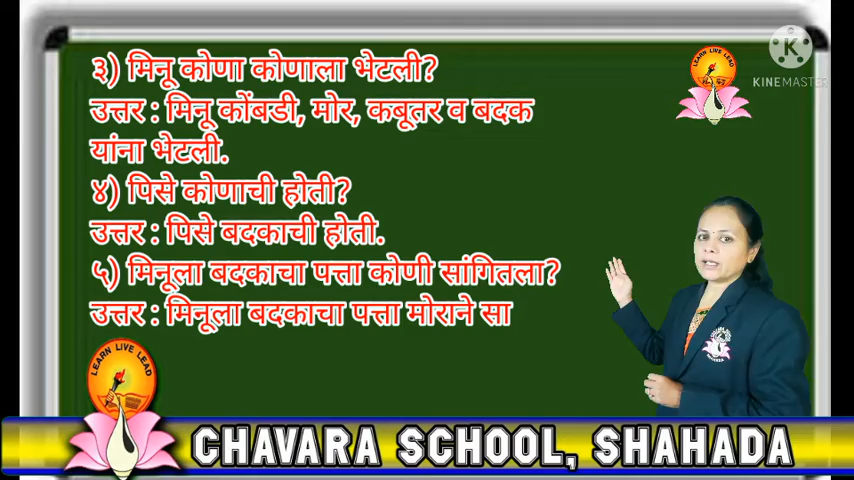 ३) मिनू कोणा कोणाला भेटली?
उत्तर : मिनू कोंबडी, मोर, कबूतर व बदक
यांना भेटली.
४) पिसे कोणाची होती?
उत्तर : पिसे बदकाची होती.
५) मिनूला बदकाचा पत्ता कोणी सांगितला?
उत्तर : मिनूला बदकाचा पत्ता मोराने सा
LEARN LIVE LEAD
KINEMASTER
LEARN LIVE LEAD
CHAVARA SCHOOL, SHAHADA